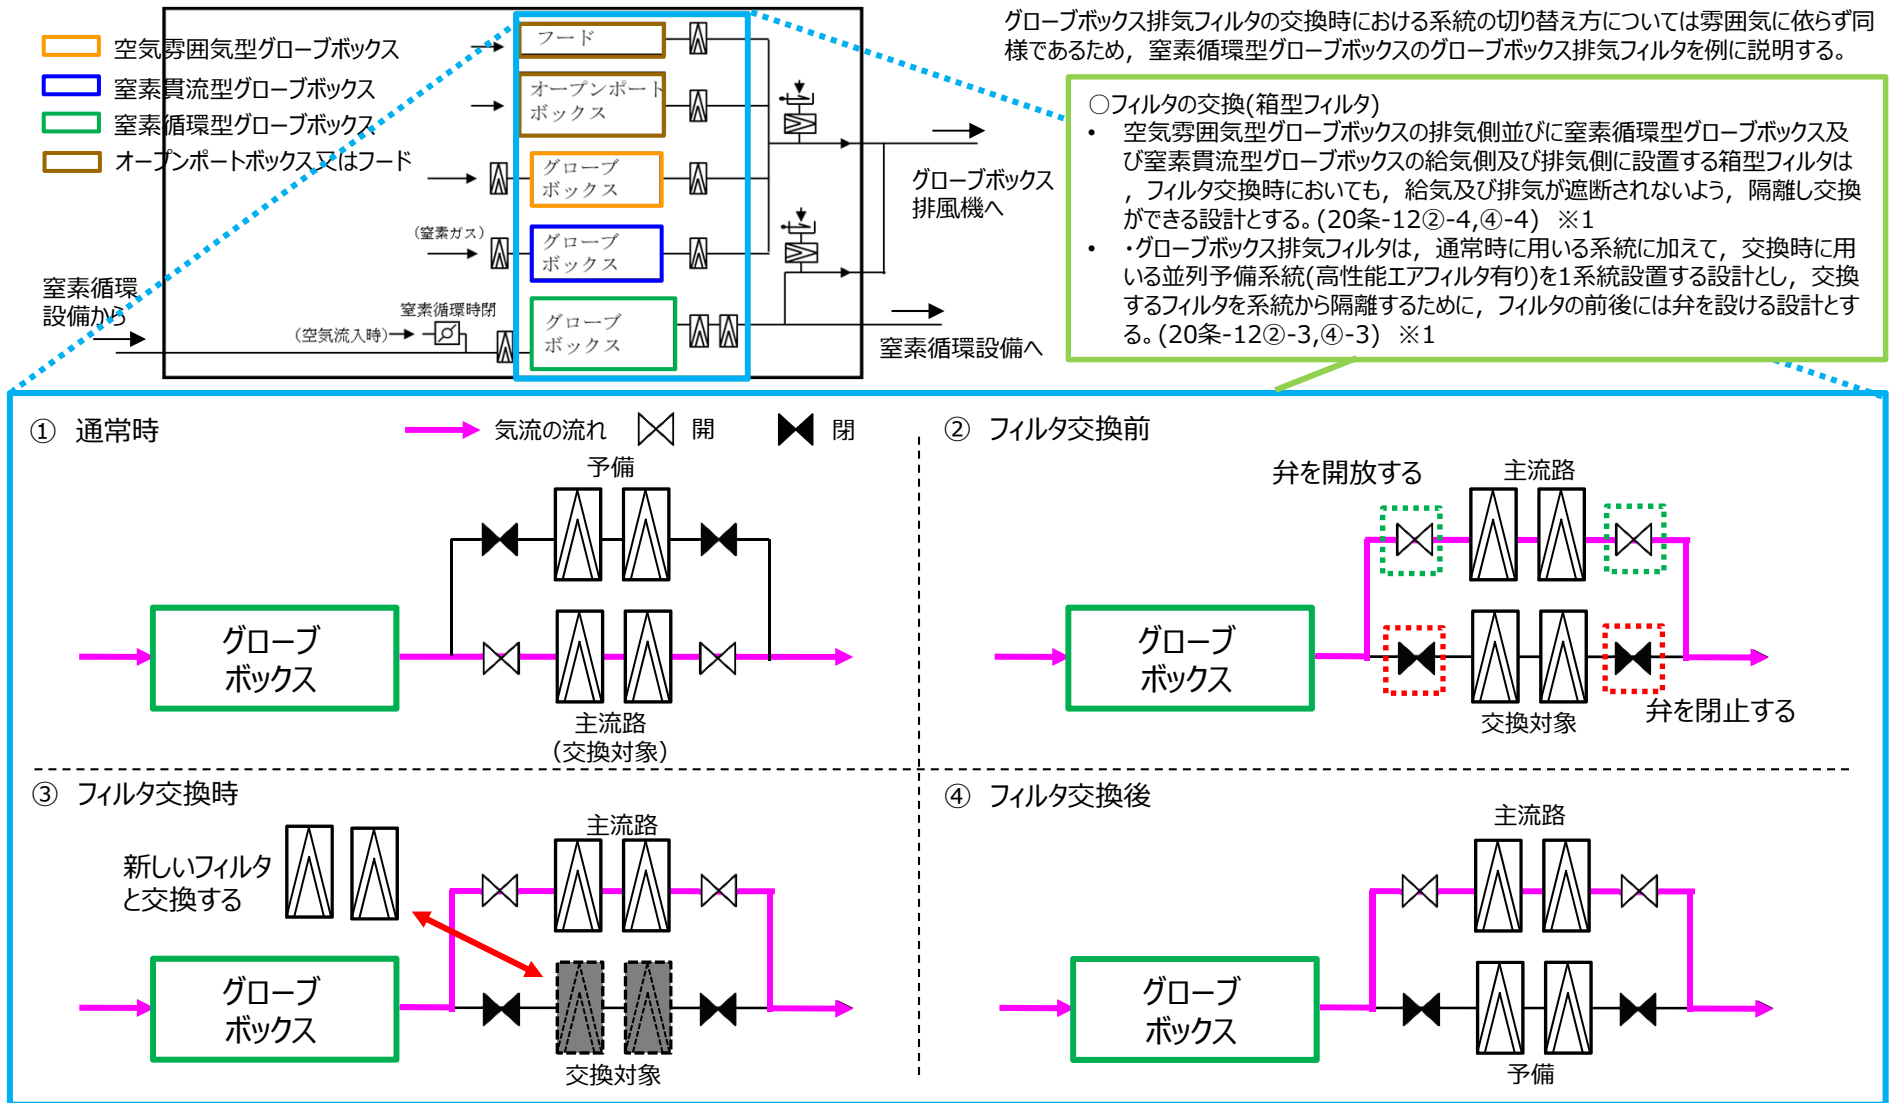 空気雰囲気型グローブボックス
窒素貫流型グローブボックス
窒素循環型グローブボックス
オープンポートボックス又はフード
フード
オープンポート
ボックス
グローブ
ボックス
(窒素ガス)
グローブ
ボックス
窒素循環時閉
(空気流入時)
グローブ
ボックス
窒素循環
設備から
グローブボックス
排風機へ
窒素循環設備へ
グローブボックス排気フィルタの交換時における系統の切り替え方については雰囲気に依らず同
様であるため，窒素循環型グローブボックスのグローブボックス排気フィルタを例に説明する。
○フィルタの交換(箱型フィルタ)
• 空気雰囲気型グローブボックスの排気側並びに窒素循環型グローブボックス及
び窒素貫流型グローブボックスの給気側及び排気側に設置する箱型フィルタは
，フィルタ交換時においても，給気及び排気が遮断されないよう，隔離し交換
ができる設計とする。(20条-12②-4,④-4) ※1
• ・グローブボックス排気フィルタは，通常時に用いる系統に加えて，交換時に用
いる並列予備系統(高性能エアフィルタ有り)を1系統設置する設計とし，交換
するフィルタを系統から隔離するために，フィルタの前後には弁を設ける設計とす
る。(20条-12②-3,④-3) ※1
① 通常時
気流の流れ
開
閉
予備
グローブ
ボックス
主流路
(交換対象)
② フィルタ交換前
弁を開放する
主流路
グローブ
ボックス
交換対象
弁を閉止する
③ フィルタ交換時
新しいフィルタ
と交換する
主流路
グローブ
ボックス
交換対象
④ フィルタ交換後
主流路
グローブ
ボックス
予備